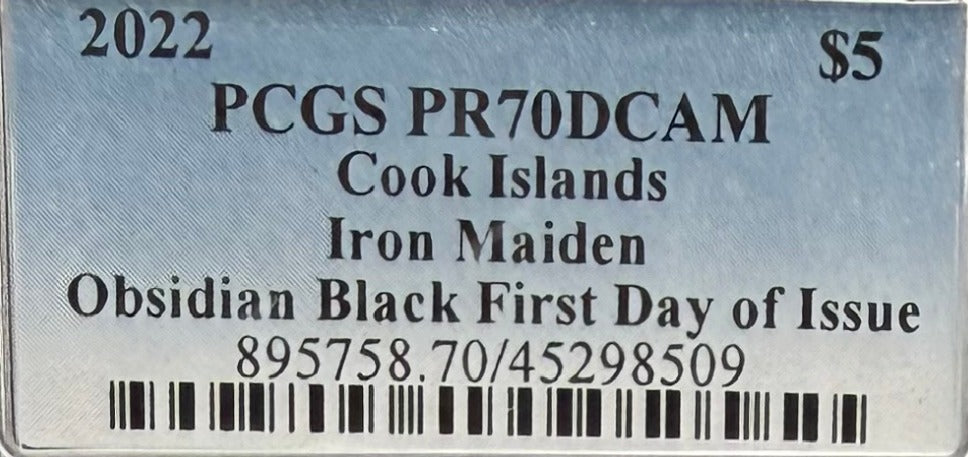 2022 $5
PCGS PR70DCAM
Cook Islands
Iron Maiden
Obsidian Black First Day of Issue
895758.70/45298509